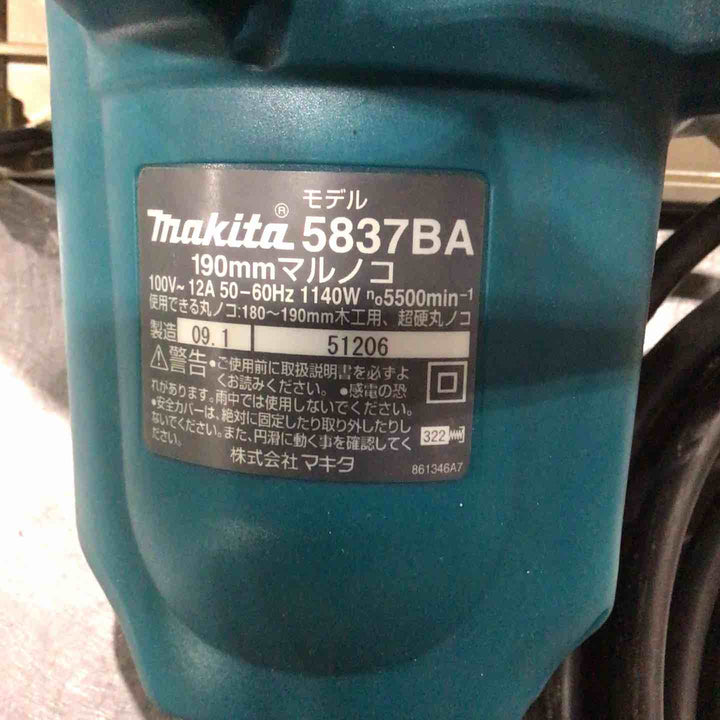 モデル
makita® 5837BA
190mmマルノコ
100V~12A 50-60Hz 1140W n₀5500min⁻¹
使用できる丸ノコ:180~190mm木工用、超硬丸ノコ
製造 09.1 51206
⚠警告 •ご使用前に取扱説明書を必ずよ
くお読みください。 •感電の恐
れがあります。雨中では使用しないでください。
•安全カバーは、絶対に固定したり取り外したりし
ないでください。また、円滑に動く事を確認してく
ださい。
322
株式会社 マキタ
861346A7